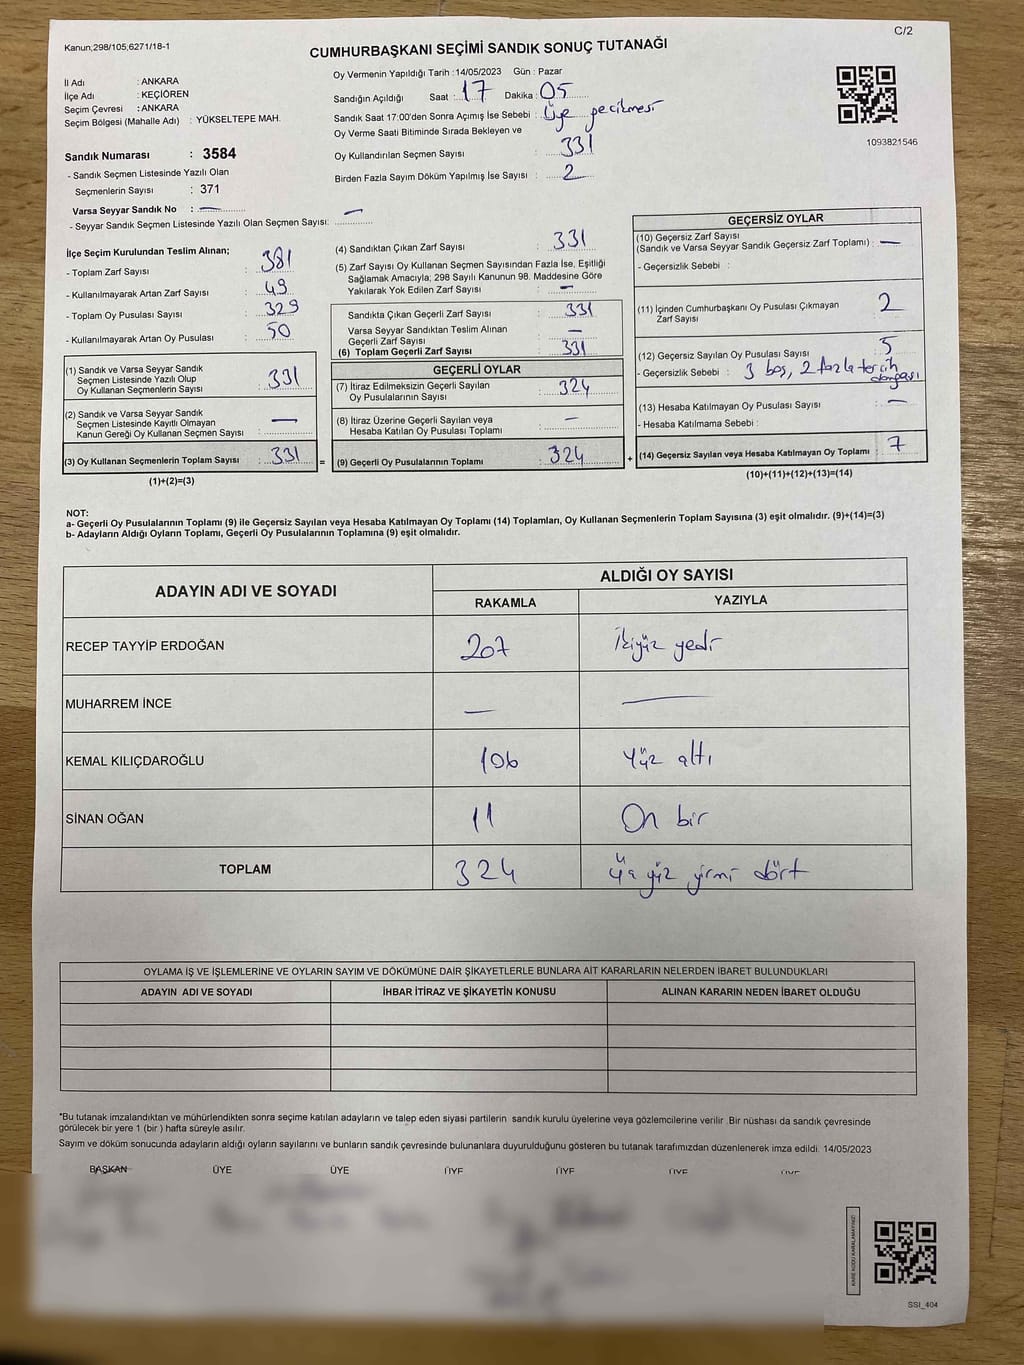 Kanun;298/105,6271/18-1
C/2
CUMHURBAŞKANI SEÇİMİ SANDIK SONUÇ TUTANAĞI
İl Adı : ANKARA
İlçe Adı : KEÇİÖREN
Seçim Çevresi : ANKARA
Seçim Bölgesi (Mahalle Adı) : YÜKSELTEPE MAH.
Sandık Numarası : 3584
- Sandık Seçmen Listesinde Yazılı Olan
Seçmenlerin Sayısı : 371
Varsa Seyyar Sandık No : —
- Seyyar Sandık Seçmen Listesinde Yazılı Olan Seçmen Sayısı: —
Oy Vermenin Yapıldığı Tarih :14/05/2023 Gün : Pazar
Sandığın Açıldığı Saat : 17 Dakika : 05
Sandık Saat 17:00'den Sonra Açımış İse Sebebi : Üye gecikmesi
Oy Verme Saati Bitiminde Sırada Bekleyen ve
Oy Kullandırılan Seçmen Sayısı : 331
Birden Fazla Sayım Döküm Yapılmış İse Sayısı : 2
1093821546
İlçe Seçim Kurulundan Teslim Alınan;
- Toplam Zarf Sayısı : 381
- Kullanılmayarak Artan Zarf Sayısı : 49
- Toplam Oy Pusulası Sayısı : 329
- Kullanılmayarak Artan Oy Pusulası : 50
(1) Sandık ve Varsa Seyyar Sandık
Seçmen Listesinde Yazılı Olup
Oy Kullanan Seçmenlerin Sayısı : 331
(2) Sandık ve Varsa Seyyar Sandık
Seçmen Listesinde Kayıtlı Olmayan
Kanun Gereği Oy Kullanan Seçmen Sayısı : —
(3) Oy Kullanan Seçmenlerin Toplam Sayısı : 331 =
(1)+(2)=(3)
(4) Sandıktan Çıkan Zarf Sayısı : 331
(5) Zarf Sayısı Oy Kullanan Seçmen Sayısından Fazla İse, Eşitliği
Sağlamak Amacıyla; 298 Sayılı Kanunun 98. Maddesine Göre
Yakılarak Yok Edilen Zarf Sayısı : —
Sandıkta Çıkan Geçerli Zarf Sayısı : 331
Varsa Seyyar Sandıktan Teslim Alınan
Geçerli Zarf Sayısı : —
(6) Toplam Geçerli Zarf Sayısı : 331
GEÇERLİ OYLAR
(7) İtiraz Edilmeksizin Geçerli Sayılan
Oy Pusulalarının Sayısı : 324
(8) İtiraz Üzerine Geçerli Sayılan veya
Hesaba Katılan Oy Pusulası Toplamı : —
(9) Geçerli Oy Pusulalarının Toplamı : 324 +
GEÇERSİZ OYLAR
(10) Geçersiz Zarf Sayısı
(Sandık ve Varsa Seyyar Sandık Geçersiz Zarf Toplamı) : —
- Geçersizlik Sebebi :
(11) İçinden Cumhurbaşkanı Oy Pusulası Çıkmayan
Zarf Sayısı 2
(12) Geçersiz Sayılan Oy Pusulası Sayısı : 5
- Geçersizlik Sebebi : 3 boş, 2 fazla tercih
damgası
(13) Hesaba Katılmayan Oy Pusulası Sayısı : —
- Hesaba Katılmama Sebebi :
(14) Geçersiz Sayılan veya Hesaba Katılmayan Oy Toplamı : 7
(10)+(11)+(12)+(13)=(14)
NOT:
a- Geçerli Oy Pusulalarının Toplamı (9) ile Geçersiz Sayılan veya Hesaba Katılmayan Oy Toplamı (14) Toplamları, Oy Kullanan Seçmenlerin Toplam Sayısına (3) eşit olmalıdır. (9)+(14)=(3)
b- Adayların Aldığı Oyların Toplamı, Geçerli Oy Pusulalarının Toplamına (9) eşit olmalıdır.
ADAYIN ADI VE SOYADI
ALDIĞI OY SAYISI
RAKAMLA YAZIYLA
RECEP TAYYİP ERDOĞAN 207 İkiyüz yedi
MUHARREM İNCE — —
KEMAL KILIÇDAROĞLU 106 Yüz altı
SİNAN OĞAN 11 On bir
TOPLAM 324 üç yüz yirmi dört
OYLAMA İŞ VE İŞLEMLERİNE VE OYLARIN SAYIM VE DÖKÜMÜNE DAİR ŞİKAYETLERLE BUNLARA AİT KARARLARIN NELERDEN İBARET BULUNDUKLARI
ADAYIN ADI VE SOYADI İHBAR İTİRAZ VE ŞİKAYETİN KONUSU ALINAN KARARIN NEDEN İBARET OLDUĞU
*Bu tutanak imzalandıktan ve mühürlendikten sonra seçime katılan adayların ve talep eden siyasi partilerin sandık kurulu üyelerine veya gözlemcilerine verilir .Bir nüshası da sandık çevresinde
görülecek bir yere 1 (bir ) hafta süreyle asılır.
Sayım ve döküm sonucunda adayların aldığı oyların sayılarını ve bunların sandık çevresinde bulunanlara duyurulduğunu gösteren bu tutanak tarafımızdan düzenlenerek imza edildi. 14/05/2023
BAŞKAN ÜYE ÜYE ÜYE ÜYE ÜYE ÜYE
KARE KODU KARALAMAYINIZ!
SSI_404